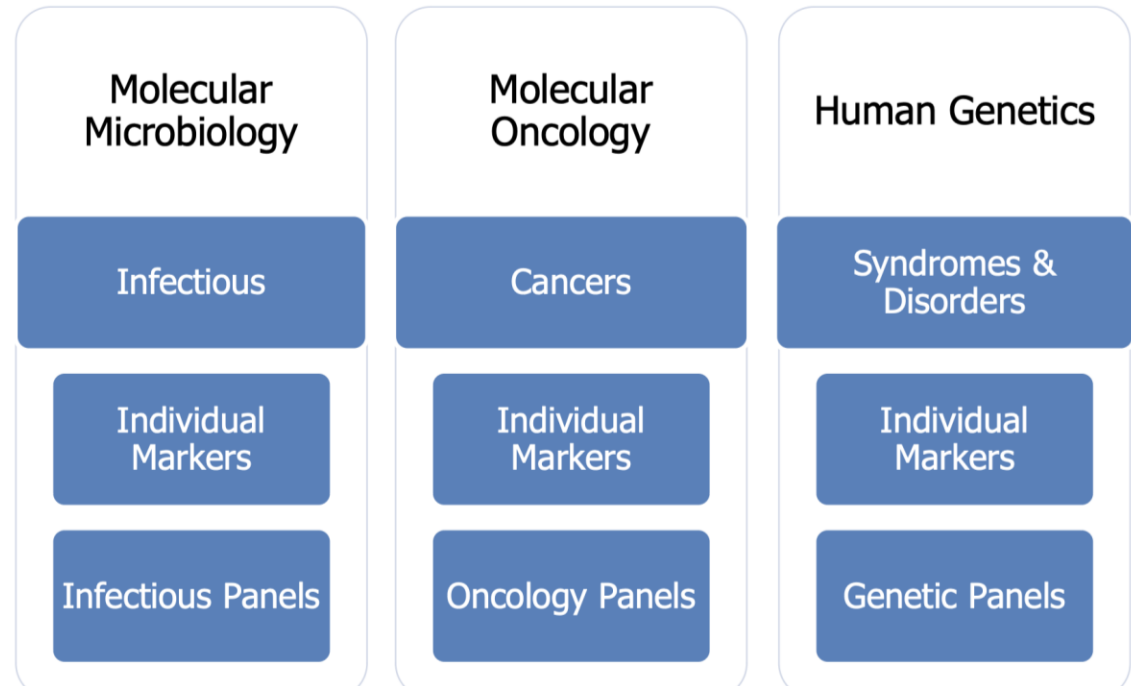 Molecular
Microbiology
Infectious
Individual
Markers
Infectious Panels
Molecular
Oncology
Cancers
Individual
Markers
Oncology Panels
Human Genetics
Syndromes &
Disorders
Individual
Markers
Genetic Panels